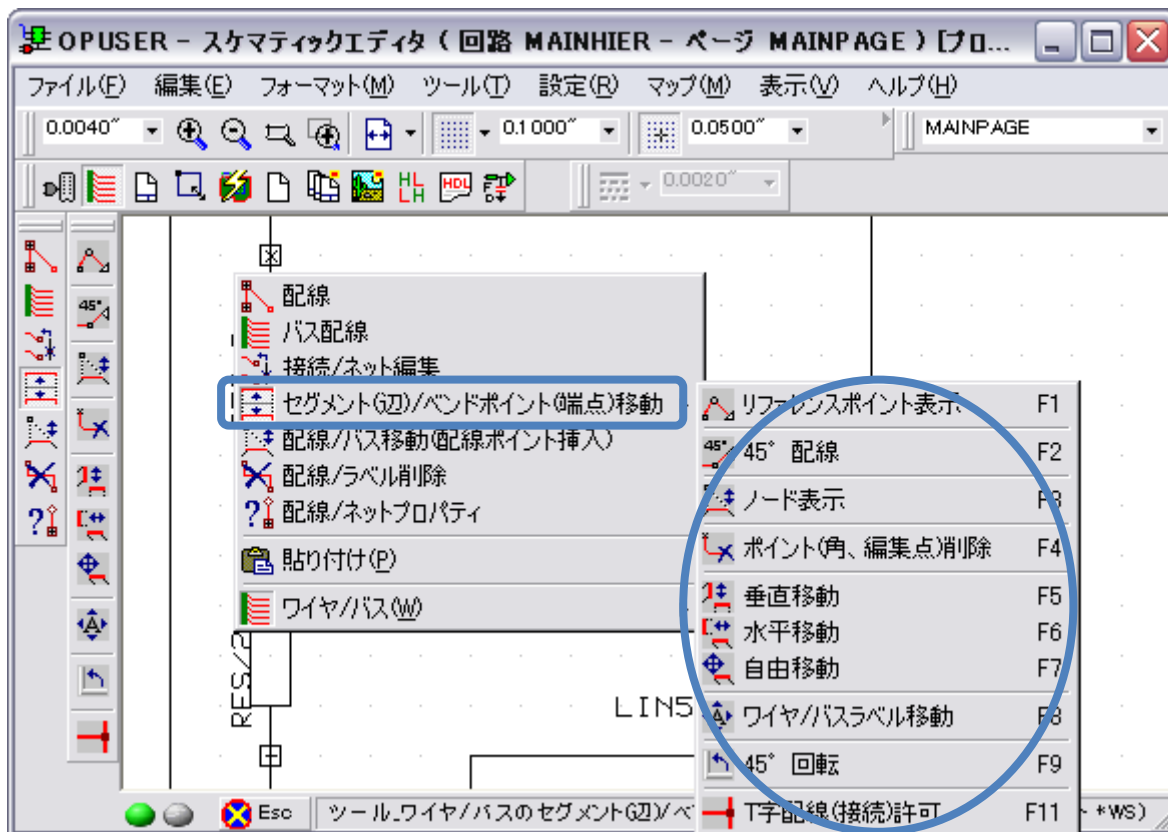 OPUSER - スケマティックエディタ ( 回路 MAINHIER - ページ MAINPAGE ) [プロ...
ファイル(F) 編集(E) フォーマット(M) ツール(T) 設定(R) マップ(M) 表示(V) ヘルプ(H)
0.0040" 0.1000" 0.0500" MAINPAGE
HL LH HDL 0.0020"
45°
配線
バス配線
接続/ネット編集
セグメント(辺)/ベンドポイント(端点)移動
配線/バス移動(配線ポイント挿入)
配線/ラベル削除
配線/ネットプロパティ
貼り付け(P)
ワイヤ/バス(W)
リファレンスポイント表示 F1
45° 配線 F2
ノード表示 F3
ポイント(角、編集点)削除 F4
垂直移動 F5
水平移動 F6
自由移動 F7
ワイヤ/バスラベル移動 F8
45° 回転 F9
T字配線(接続)許可 F11
RES/2
LIN5
Esc ツール_ワイヤ/バスのセグメント(辺)/ベ *WS)